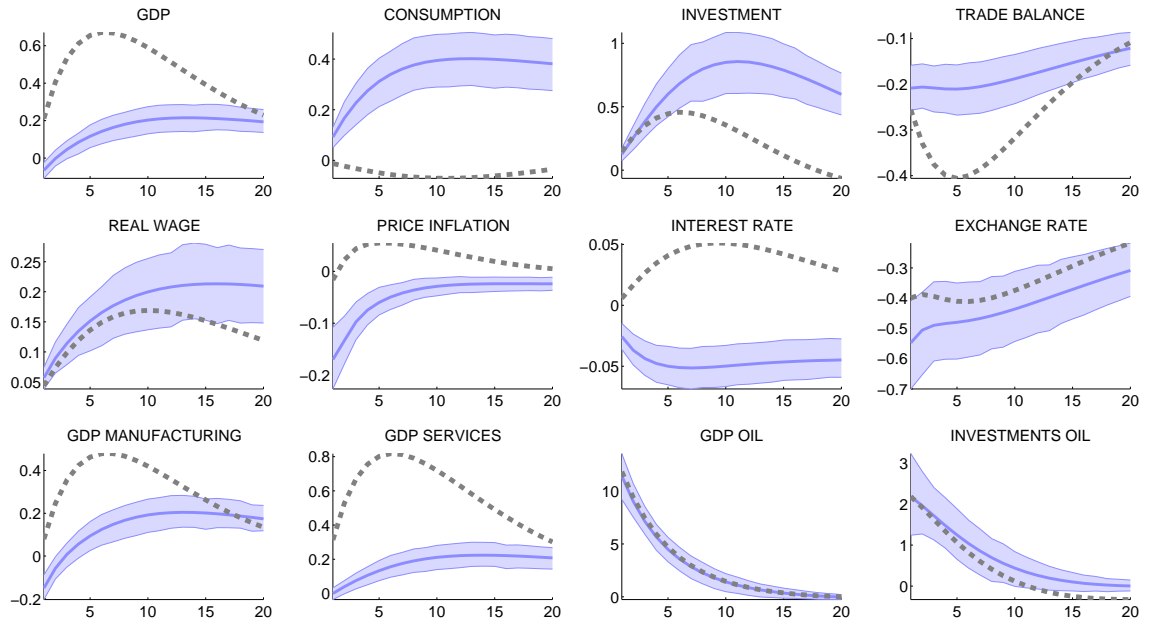 GDP
CONSUMPTION
INVESTMENT
TRADE BALANCE
0.6
0.4
0.2
0
5 10 15 20
0.4
0.2
0
5 10 15 20
1
0.5
0
5 10 15 20
−0.1
−0.2
−0.3
−0.4
5 10 15 20
REAL WAGE
PRICE INFLATION
INTEREST RATE
EXCHANGE RATE
0.25
0.2
0.15
0.1
0.05
5 10 15 20
0
−0.1
−0.2
5 10 15 20
0.05
0
−0.05
5 10 15 20
−0.3
−0.4
−0.5
−0.6
−0.7
5 10 15 20
GDP MANUFACTURING
GDP SERVICES
GDP OIL
INVESTMENTS OIL
0.4
0.2
0
−0.2
5 10 15 20
0.8
0.6
0.4
0.2
0
5 10 15 20
10
5
0
5 10 15 20
3
2
1
0
5 10 15 20